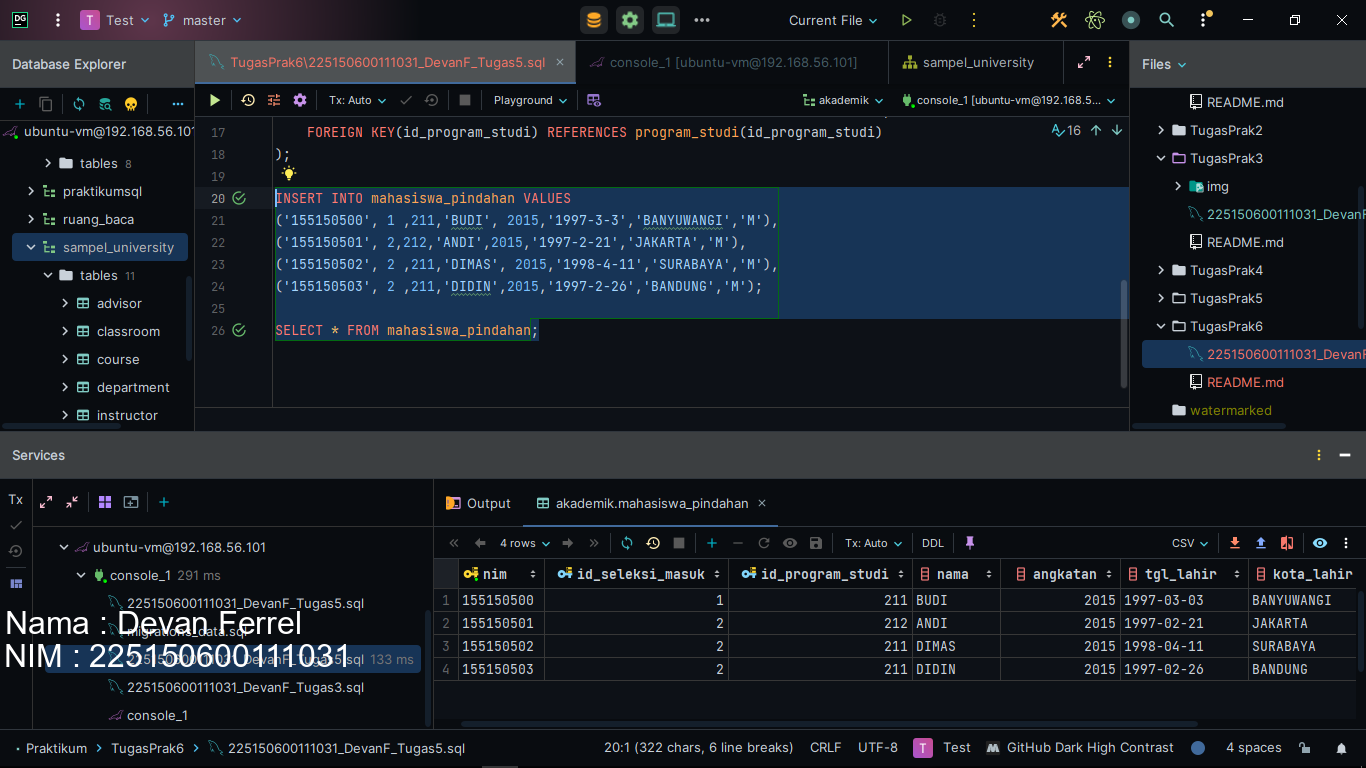 DG
T Test master Current File
Database Explorer
TugasPrak6\225150600111031_DevanF_Tugas5.sql
console_1 [ubuntu-vm@192.168.56.101]
sampel_university
Files
Tx: Auto Playground akademik console_1 [ubuntu-vm@192.168.5...
ubuntu-vm@192.168.56.101
tables 8
praktikumsql
ruang_baca
sampel_university
tables 11
advisor
classroom
course
department
instructor
17 FOREIGN KEY(id_program_studi) REFERENCES program_studi(id_program_studi)
18 );
19
20 INSERT INTO mahasiswa_pindahan VALUES
21 ('155150500', 1 ,211,'BUDI', 2015,'1997-3-3','BANYUWANGI','M'),
22 ('155150501', 2,212,'ANDI',2015,'1997-2-21','JAKARTA','M'),
23 ('155150502', 2 ,211,'DIMAS', 2015,'1998-4-11','SURABAYA','M'),
24 ('155150503', 2 ,211,'DIDIN',2015,'1997-2-26','BANDUNG','M');
25
26 SELECT * FROM mahasiswa_pindahan;
16
README.md
TugasPrak2
TugasPrak3
img
225150600111031_DevanF
README.md
TugasPrak4
TugasPrak5
TugasPrak6
225150600111031_DevanF
README.md
watermarked
Services
Tx
ubuntu-vm@192.168.56.101
console_1 291 ms
225150600111031_DevanF_Tugas5.sql
migrations_data.sql
225150600111031_DevanF_Tugas5.sql 133 ms
225150600111031_DevanF_Tugas3.sql
console_1
Nama : Devan Ferrel
NIM : 225150600111031
Output akademik.mahasiswa_pindahan
4 rows Tx: Auto DDL CSV
nim id_seleksi_masuk id_program_studi nama angkatan tgl_lahir kota_lahir
1 155150500 1 211 BUDI 2015 1997-03-03 BANYUWANGI
2 155150501 2 212 ANDI 2015 1997-02-21 JAKARTA
3 155150502 2 211 DIMAS 2015 1998-04-11 SURABAYA
4 155150503 2 211 DIDIN 2015 1997-02-26 BANDUNG
Praktikum TugasPrak6 225150600111031_DevanF_Tugas5.sql 20:1 (322 chars, 6 line breaks) CRLF UTF-8 T Test GitHub Dark High Contrast 4 spaces